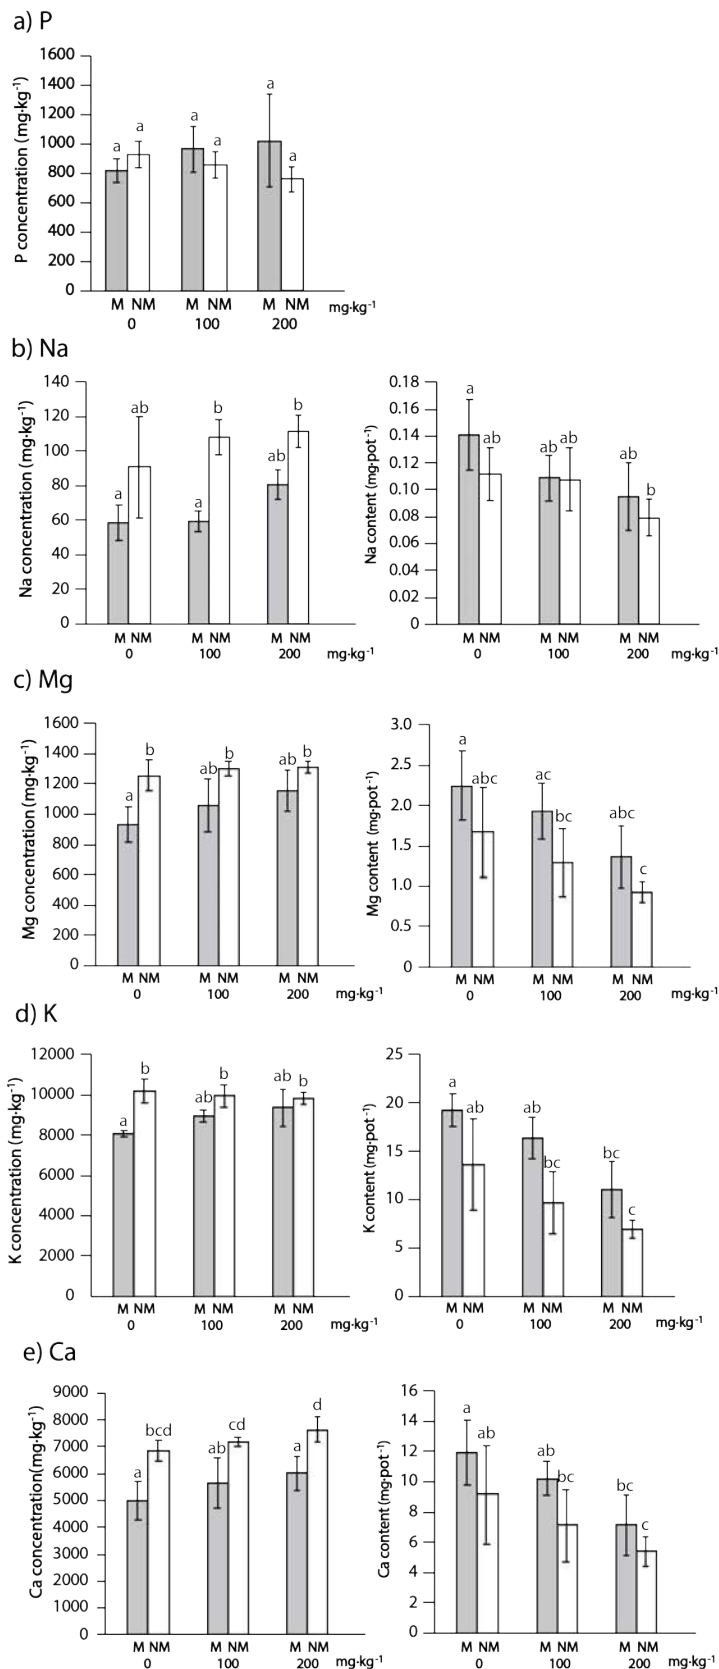 a) P
P concentration (mg·kg-1)
1600
1400
1200
1000
800
600
400
200
0
a a a a a a
M NM M NM M NM
0 100 200 mg·kg-1
b) Na
Na concentration (mg·kg-1)
140
120
100
80
60
40
20
0
a ab a b ab b
M NM M NM M NM
0 100 200 mg·kg-1
Na content (mg·pot-1)
0.18
0.16
0.14
0.12
0.10
0.08
0.06
0.04
0.02
0
a ab ab ab ab b
M NM M NM M NM
0 100 200 mg·kg-1
c) Mg
Mg concentration (mg·kg-1)
1600
1400
1200
1000
800
600
400
200
0
a b ab b ab b
M NM M NM M NM
0 100 200 mg·kg-1
Mg content (mg·pot-1)
3.0
2.5
2.0
1.5
1.0
0.5
0
a abc ac bc abc c
M NM M NM M NM
0 100 200 mg·kg-1
d) K
K concentration (mg·kg-1)
12000
10000
8000
6000
4000
2000
0
a b ab b ab b
M NM M NM M NM
0 100 200 mg·kg-1
K content (mg·pot-1)
25
20
15
10
5
0
a ab ab bc bc c
M NM M NM M NM
0 100 200 mg·kg-1
e) Ca
Ca concentration(mg·kg-1)
9000
8000
7000
6000
5000
4000
3000
2000
1000
0
a bcd ab cd a d
M NM M NM M NM
0 100 200 mg·kg-1
Ca content (mg·pot-1)
16
14
12
10
8
6
4
2
0
a ab ab bc bc c
M NM M NM M NM
0 100 200 mg·kg-1